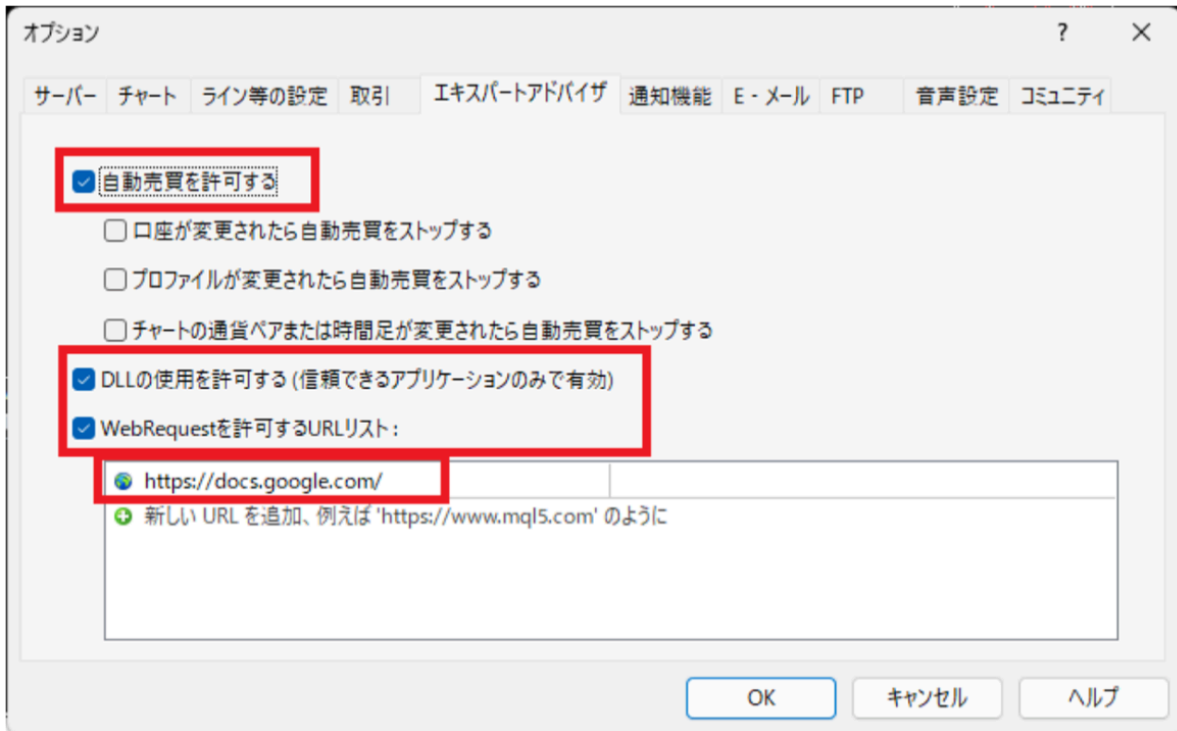 オプション
サーバー チャート ライン等の設定 取引 エキスパートアドバイザ 通知機能 E - メール FTP 音声設定 コミュニティ
自動売買を許可する
口座が変更されたら自動売買をストップする
プロファイルが変更されたら自動売買をストップする
チャートの通貨ペアまたは時間足が変更されたら自動売買をストップする
DLLの使用を許可する (信頼できるアプリケーションのみで有効)
WebRequestを許可するURLリスト :
https://docs.google.com/
新しい URL を追加、例えば 'https://www.mql5.com' のように
OK キャンセル ヘルプ